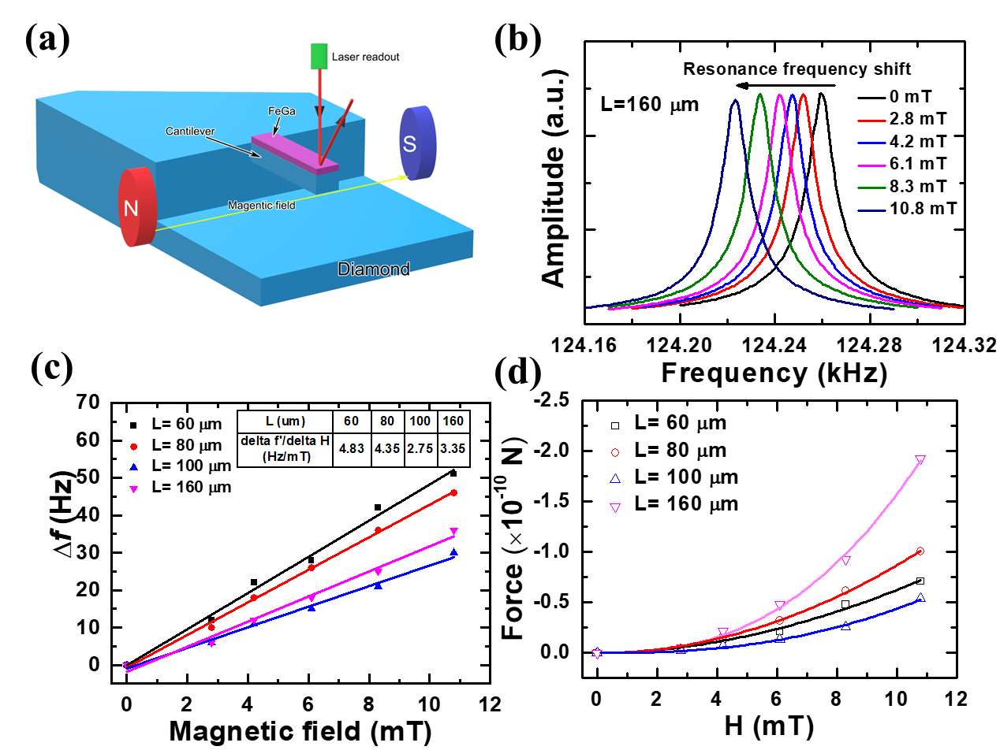 (a)
Laser readout
FeGa
Cantilever
S
N
Magentic field
Diamond
(b)
Amplitude (a.u.)
Resonance frequency shift
L=160 μm
0 mT
2.8 mT
4.2 mT
6.1 mT
8.3 mT
10.8 mT
124.16 124.20 124.24 124.28 124.32
Frequency (kHz)
(c)
Δf (Hz)
70
60
50
40
30
20
10
0
L= 60 μm
L= 80 μm
L= 100 μm
L= 160 μm
L (um) 60 80 100 160
delta f'/delta H
(Hz/mT) 4.83 4.35 2.75 3.35
0 2 4 6 8 10 12
Magnetic field (mT)
(d)
Force (×10⁻¹⁰ N)
-2.5
-2.0
-1.5
-1.0
-0.5
0.0
L= 60 μm
L= 80 μm
L= 100 μm
L= 160 μm
0 2 4 6 8 10 12
H (mT)